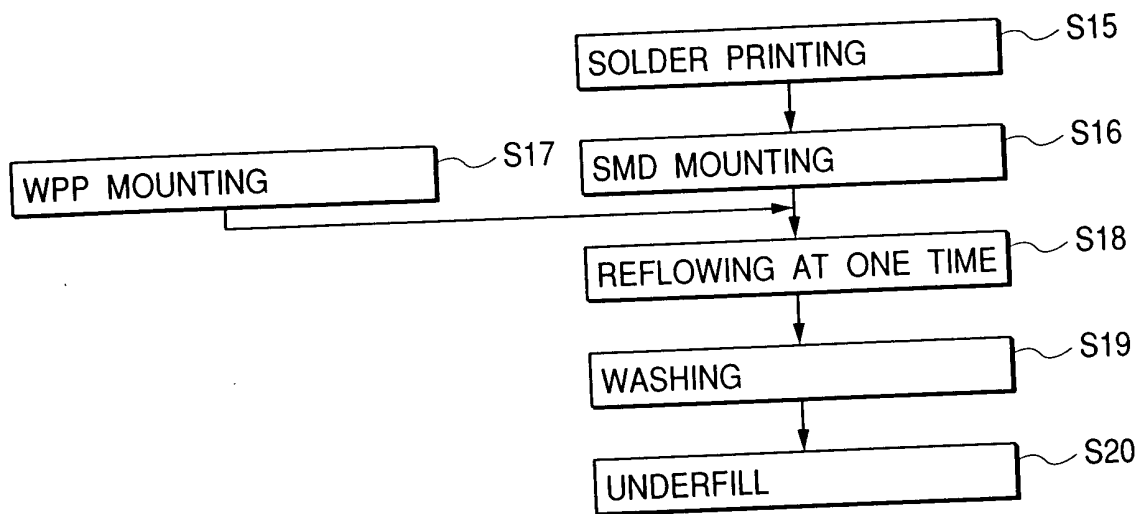 SOLDER PRINTING
S15
SMD MOUNTING
S16
WPP MOUNTING
S17
REFLOWING AT ONE TIME
S18
WASHING
S19
UNDERFILL
S20